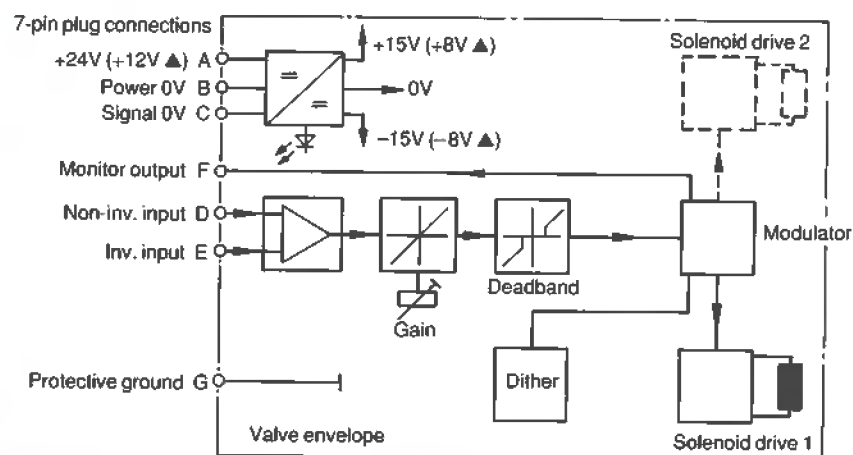 7-pin plug connections
+24V (+12V ▲) A
Power 0V B
Signal 0V C
+15V (+8V ▲)
0V
−15V (−8V ▲)
Solenoid drive 2
Monitor output F
Non-inv. input D
Inv. input E
Gain
Deadband
Modulator
Dither
Protective ground G
Valve envelope
Solenoid drive 1